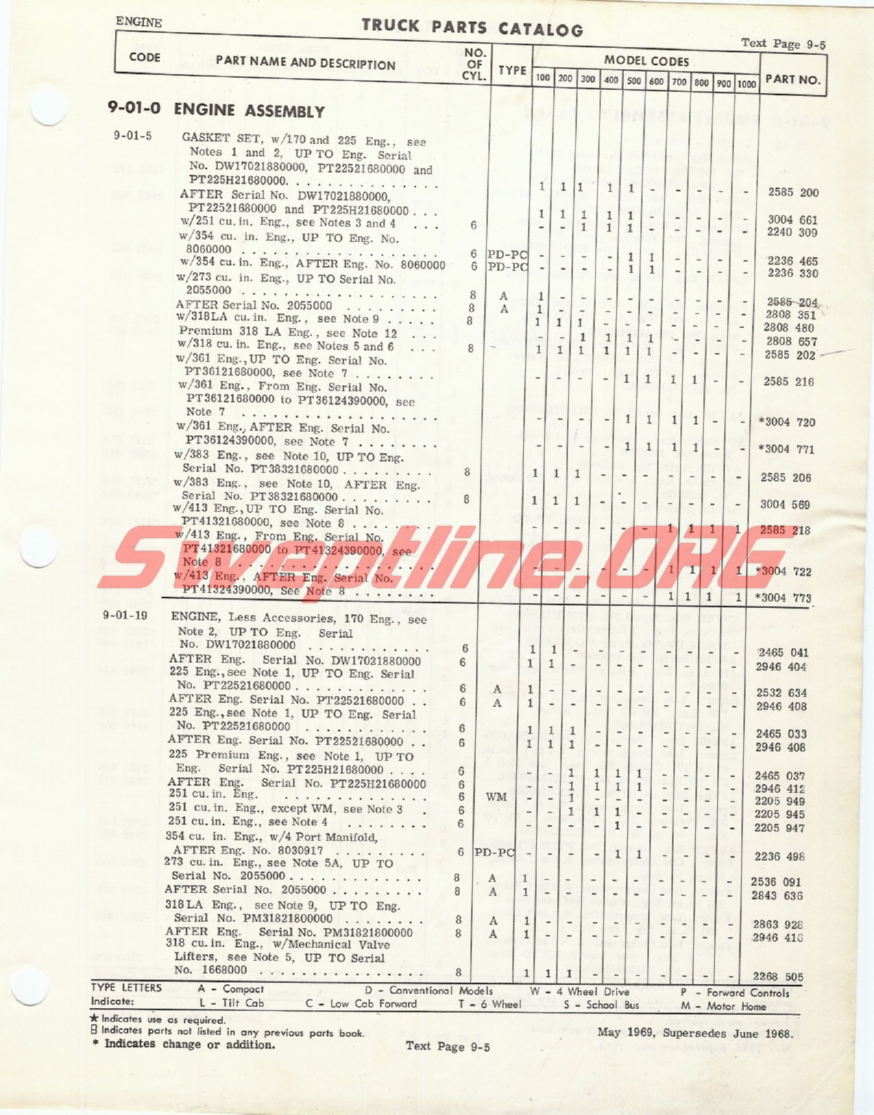 ENGINE
TRUCK PARTS CATALOG
Text Page 9-5
CODE PART NAME AND DESCRIPTION NO. OF CYL. TYPE MODEL CODES PART NO.
100 200 300 400 500 600 700 800 900 1000
9-01-0 ENGINE ASSEMBLY
9-01-5 GASKET SET, w/170 and 225 Eng., see
Notes 1 and 2, UP TO Eng. Serial
No. DW17021880000, PT22521680000 and
PT225H21680000. . . . . . . . . . . . . . . 1 1 1 1 1 - - - - - 2585 200
AFTER Serial No. DW17021880000,
PT22521680000 and PT225H21680000 . . . 1 1 1 1 1 - - - - - 3004 661
w/251 cu. in. Eng., see Notes 3 and 4 . . . 6 - - 1 1 1 - - - - - 2240 309
w/354 cu. in. Eng., UP TO Eng. No.
8060000 . . . . . . . . . . . . . . . . . . 6 PD-PC - - - - 1 1 - - - - 2236 465
w/354 cu. in. Eng., AFTER Eng. No. 8060000 6 PD-PC - - - - 1 1 - - - - 2236 330
w/273 cu. in. Eng., UP TO Serial No.
2055000 . . . . . . . . . . . . . . . . . . 8 A 1 - - - - - - - - - 2585 204
AFTER Serial No. 2055000 . . . . . . . . 8 A 1 - - - - - - - - - 2808 351
w/318LA cu. in. Eng., see Note 9 . . . . . 8 1 1 1 - - - - - - - 2808 480
Premium 318 LA Eng., see Note 12 . . . - - 1 1 1 1 - - - - 2808 657
w/318 cu. in. Eng., see Notes 5 and 6 . . . 8 1 1 1 1 1 1 - - - - 2585 202
w/361 Eng., UP TO Eng. Serial No.
PT36121680000, see Note 7 . . . . . . . . - - - - 1 1 1 1 - - 2585 216
w/361 Eng., From Eng. Serial No.
PT36121680000 to PT36124390000, see
Note 7 . . . . . . . . . . . . . . . . . . - - - - 1 1 1 1 - - *3004 720
w/361 Eng., AFTER Eng. Serial No.
PT36124390000, see Note 7 . . . . . . . . - - - - 1 1 1 1 - - *3004 771
w/383 Eng., see Note 10, UP TO Eng.
Serial No. PT38321680000 . . . . . . . . . 8 1 1 1 - - - - - - - 2585 206
w/383 Eng., see Note 10, AFTER Eng.
Serial No. PT38321680000 . . . . . . . . . 8 1 1 1 - - - - - - - 3004 569
w/413 Eng., UP TO Eng. Serial No.
PT41321680000, see Note 8 . . . . . . . . - - - - - - 1 1 1 1 2585 218
w/413 Eng., From Eng. Serial No.
PT41321680000 to PT41324390000, see
Note 8 . . . . . . . . . . . . . . . . . . - - - - - - 1 1 1 1 *3004 722
w/413 Eng., AFTER Eng. Serial No.
PT41324390000, See Note 8 . . . . . . . . - - - - - - 1 1 1 1 *3004 773
Sweptline.ORG
9-01-19 ENGINE, Less Accessories, 170 Eng., see
Note 2, UP TO Eng. Serial
No. DW17021880000 . . . . . . . . . . . . 6 1 1 - - - - - - - - 2465 041
AFTER Eng. Serial No. DW17021880000 6 1 1 - - - - - - - - 2946 404
225 Eng., see Note 1, UP TO Eng. Serial
No. PT22521680000 . . . . . . . . . . . . . 6 A 1 - - - - - - - - - 2532 634
AFTER Eng. Serial No. PT22521680000 . . 6 A 1 - - - - - - - - - 2946 408
225 Eng., see Note 1, UP TO Eng. Serial
No. PT22521680000 . . . . . . . . . . . . 6 1 1 1 - - - - - - - 2465 033
AFTER Eng. Serial No. PT22521680000 . . 6 1 1 1 - - - - - - - 2946 408
225 Premium Eng., see Note 1, UP TO
Eng. Serial No. PT225H21680000 . . . . 6 - - 1 1 1 1 - - - - 2465 037
AFTER Eng. Serial No. PT225H21680000 6 - - 1 1 1 1 - - - - 2946 412
251 cu. in. Eng. . . . . . . . . . . . . . . 6 WM - - 1 - - - - - - - 2205 949
251 cu. in. Eng., except WM, see Note 3 . 6 - - 1 1 1 - - - - - 2205 945
251 cu. in. Eng., see Note 4 . . . . . . . . 6 - - - - 1 - - - - - 2205 947
354 cu. in. Eng., w/4 Port Manifold,
AFTER Eng. No. 8030917 . . . . . . . . . 6 PD-PC - - - - 1 1 - - - - 2236 498
273 cu. in. Eng., see Note 5A, UP TO
Serial No. 2055000 . . . . . . . . . . . . . 8 A 1 - - - - - - - - - 2536 091
AFTER Serial No. 2055000 . . . . . . . . . 8 A 1 - - - - - - - - - 2843 636
318LA Eng., see Note 9, UP TO Eng.
Serial No. PM31821800000 . . . . . . . . 8 A 1 - - - - - - - - - 2863 928
AFTER Eng. Serial No. PM31821800000 8 A 1 - - - - - - - - - 2946 416
318 cu. in. Eng., w/Mechanical Valve
Lifters, see Note 5, UP TO Serial
No. 1668000 . . . . . . . . . . . . . . . . 8 1 1 1 - - - - - - - 2268 505
TYPE LETTERS A - Compact D - Conventional Models W - 4 Wheel Drive P - Forward Controls
Indicate: L - Tilt Cab C - Low Cab Forward T - 6 Wheel S - School Bus M - Motor Home
★ Indicates use as required.
Indicates parts not listed in any previous parts book.
* Indicates change or addition.
May 1969, Supersedes June 1968.
Text Page 9-5